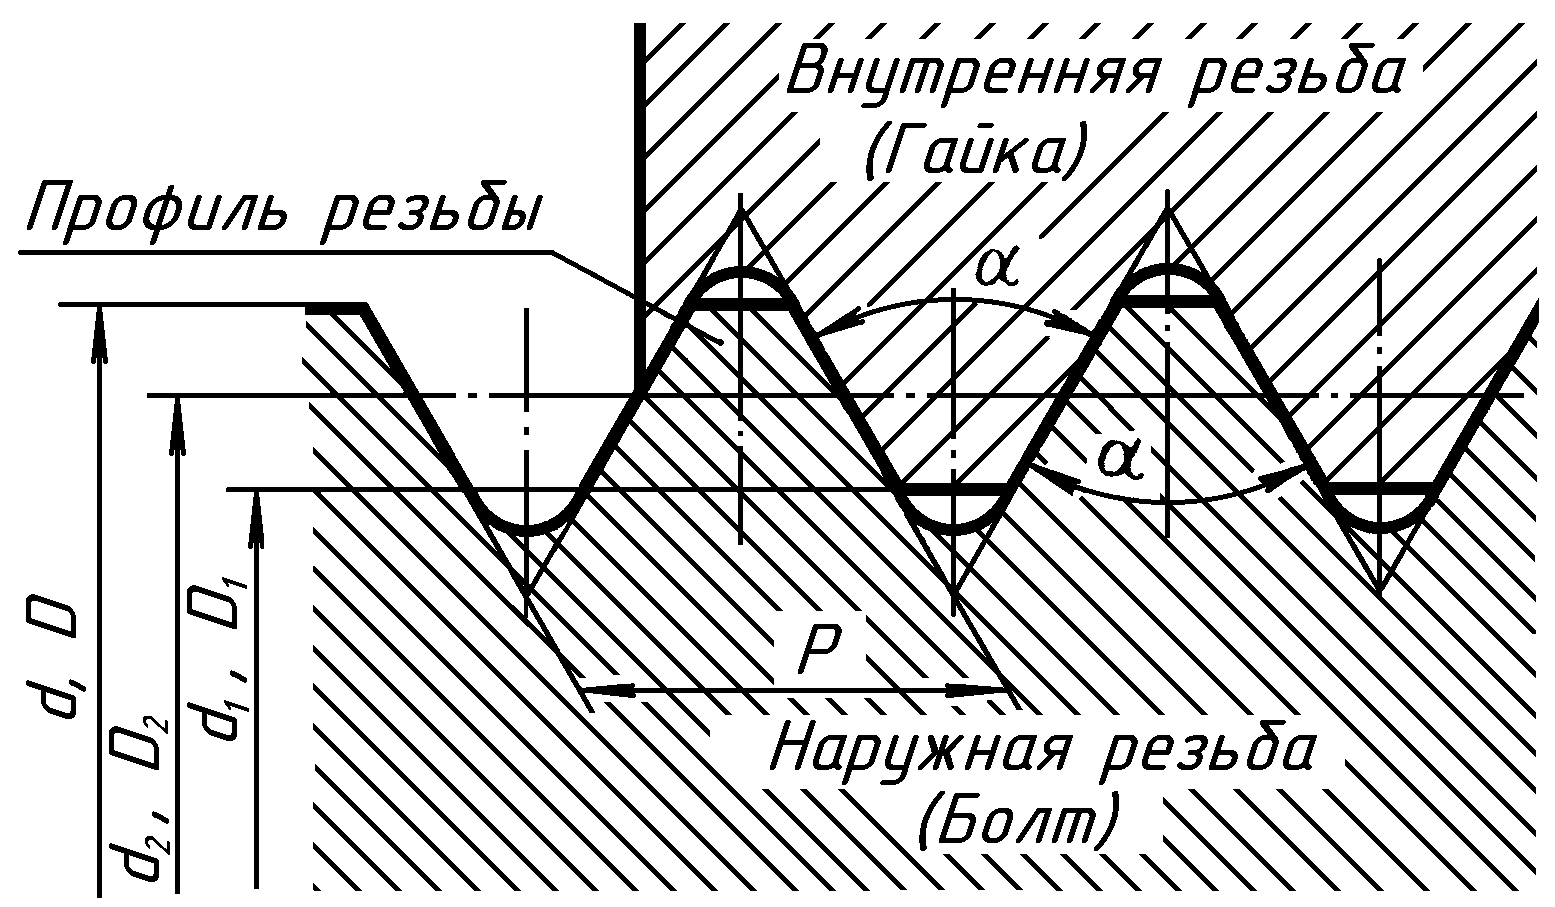 Внутренняя резьба
(Гайка)
Профиль резьбы
α
α
d, D
d₂, D₂
d₁, D₁
P
Наружная резьба
(Болт)